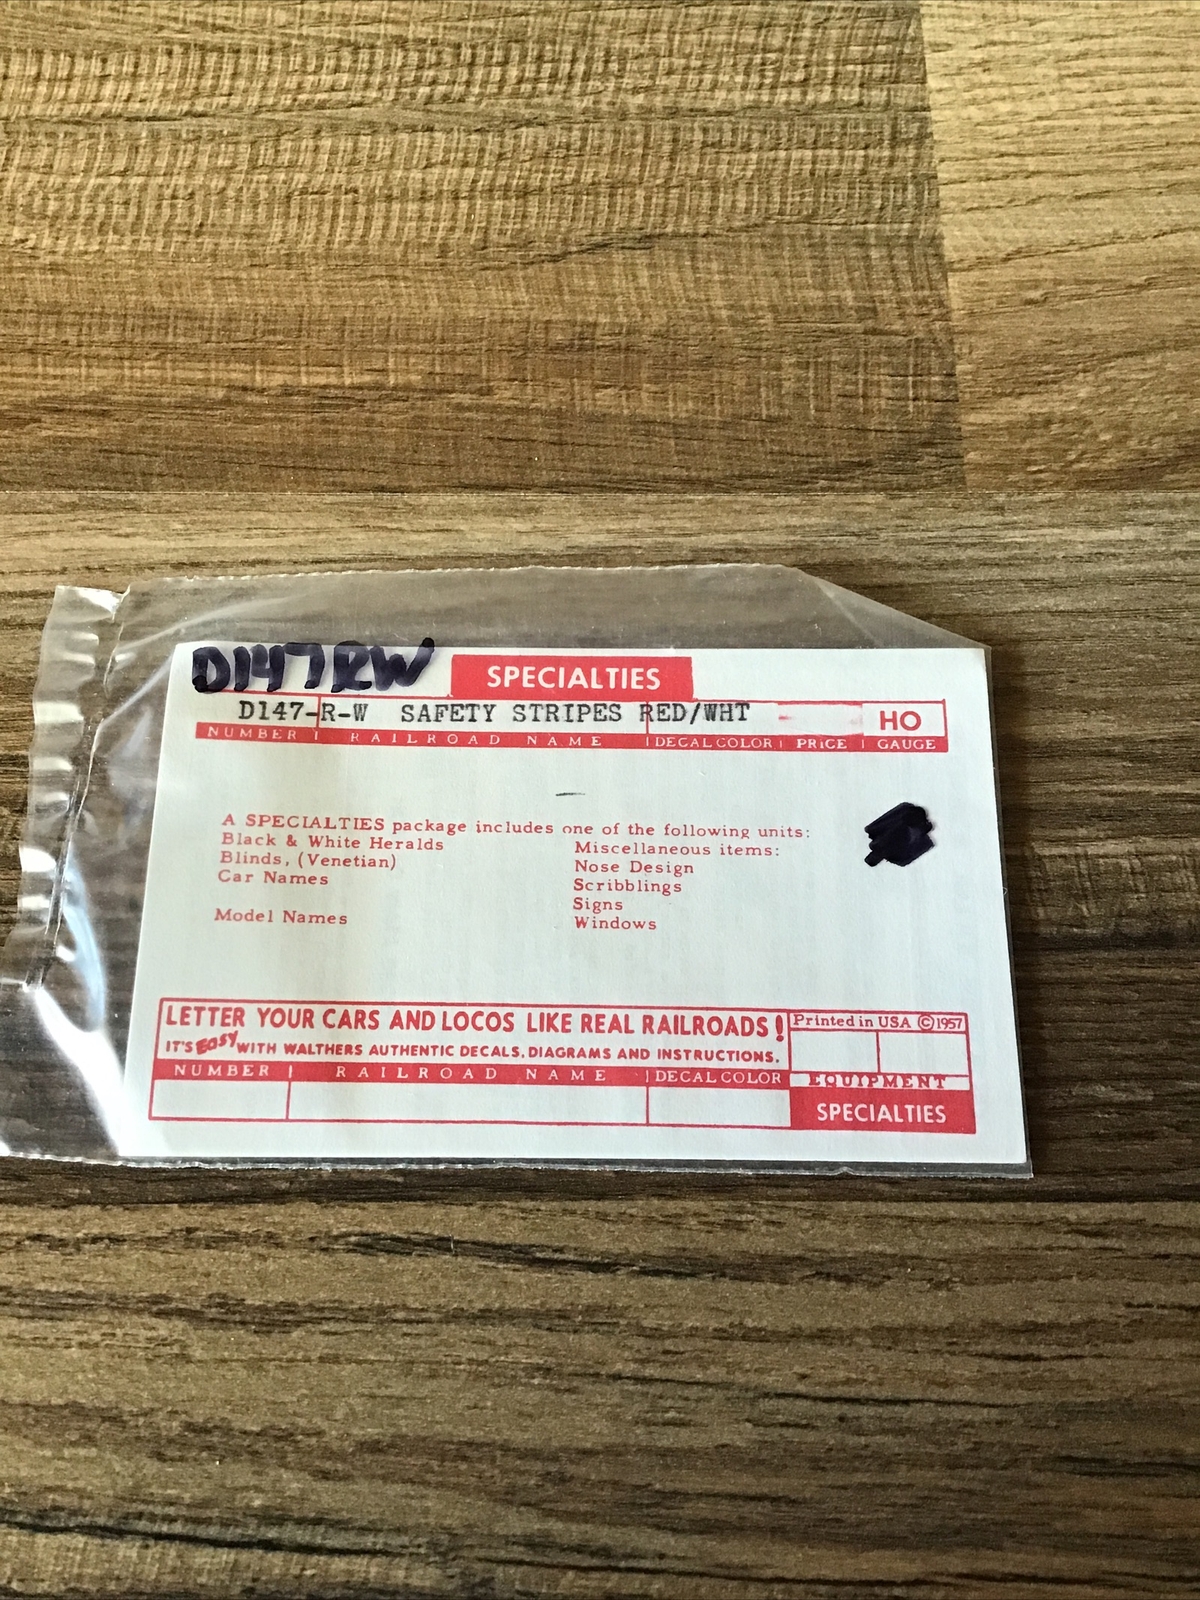 D147RW
SPECIALTIES
D147-R-W SAFETY STRIPES RED/WHT HO
NUMBER RAILROAD NAME DECAL COLOR PRICE GAUGE
A SPECIALTIES package includes one of the following units:
Black & White Heralds
Blinds, (Venetian)
Car Names
Model Names
Miscellaneous items:
Nose Design
Scribblings
Signs
Windows
LETTER YOUR CARS AND LOCOS LIKE REAL RAILROADS!
IT'S EASY WITH WALTHERS AUTHENTIC DECALS, DIAGRAMS AND INSTRUCTIONS.
Printed in USA ©1957
NUMBER RAILROAD NAME DECAL COLOR EQUIPMENT
SPECIALTIES